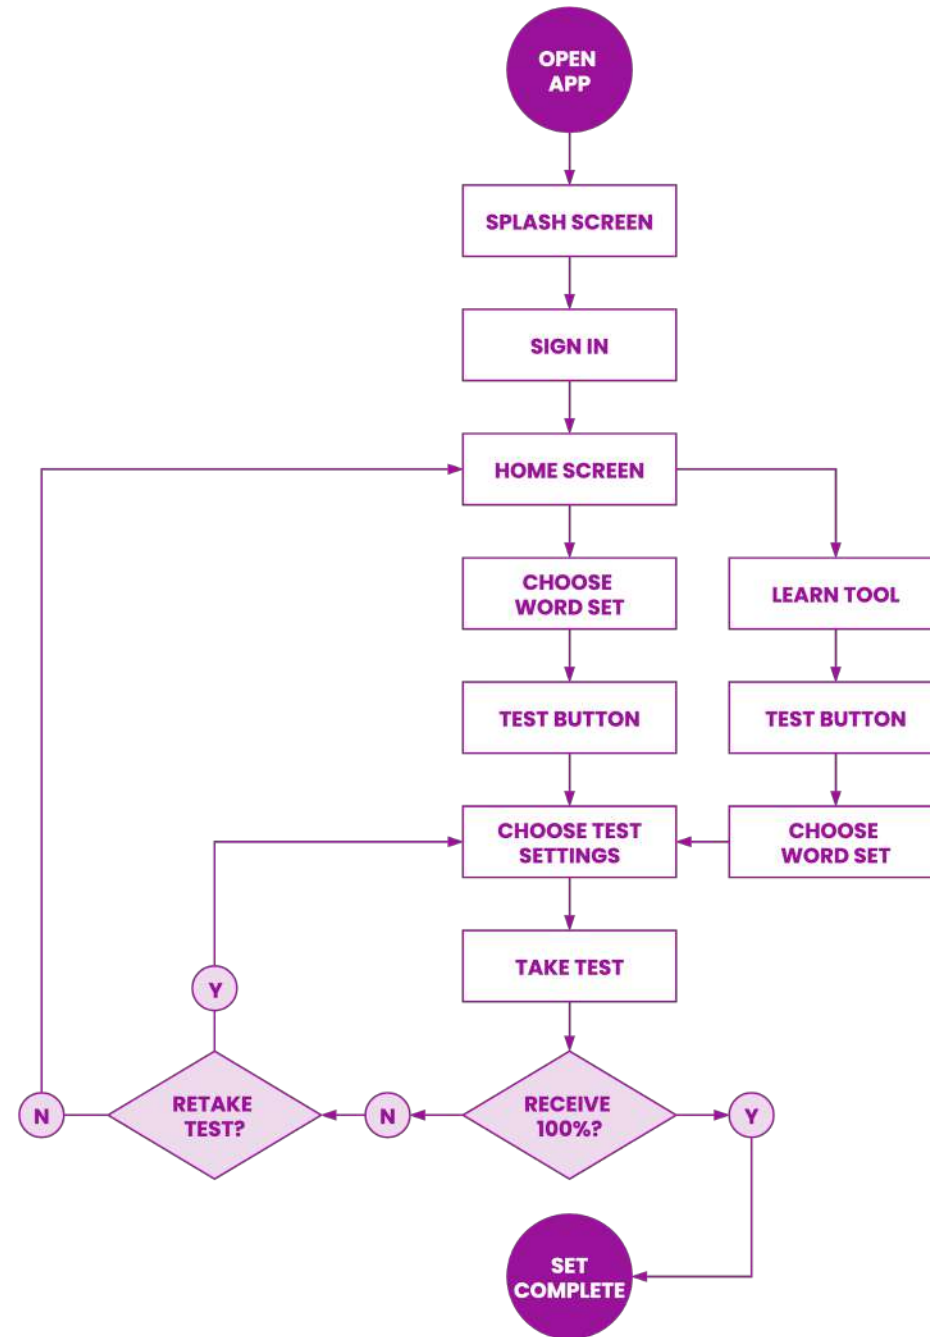 OPEN
APP
SPLASH SCREEN
SIGN IN
HOME SCREEN
CHOOSE
WORD SET
LEARN TOOL
TEST BUTTON
TEST BUTTON
CHOOSE TEST
SETTINGS
CHOOSE
WORD SET
TAKE TEST
Y
N
RETAKE
TEST?
N
RECEIVE
100%?
Y
SET
COMPLETE